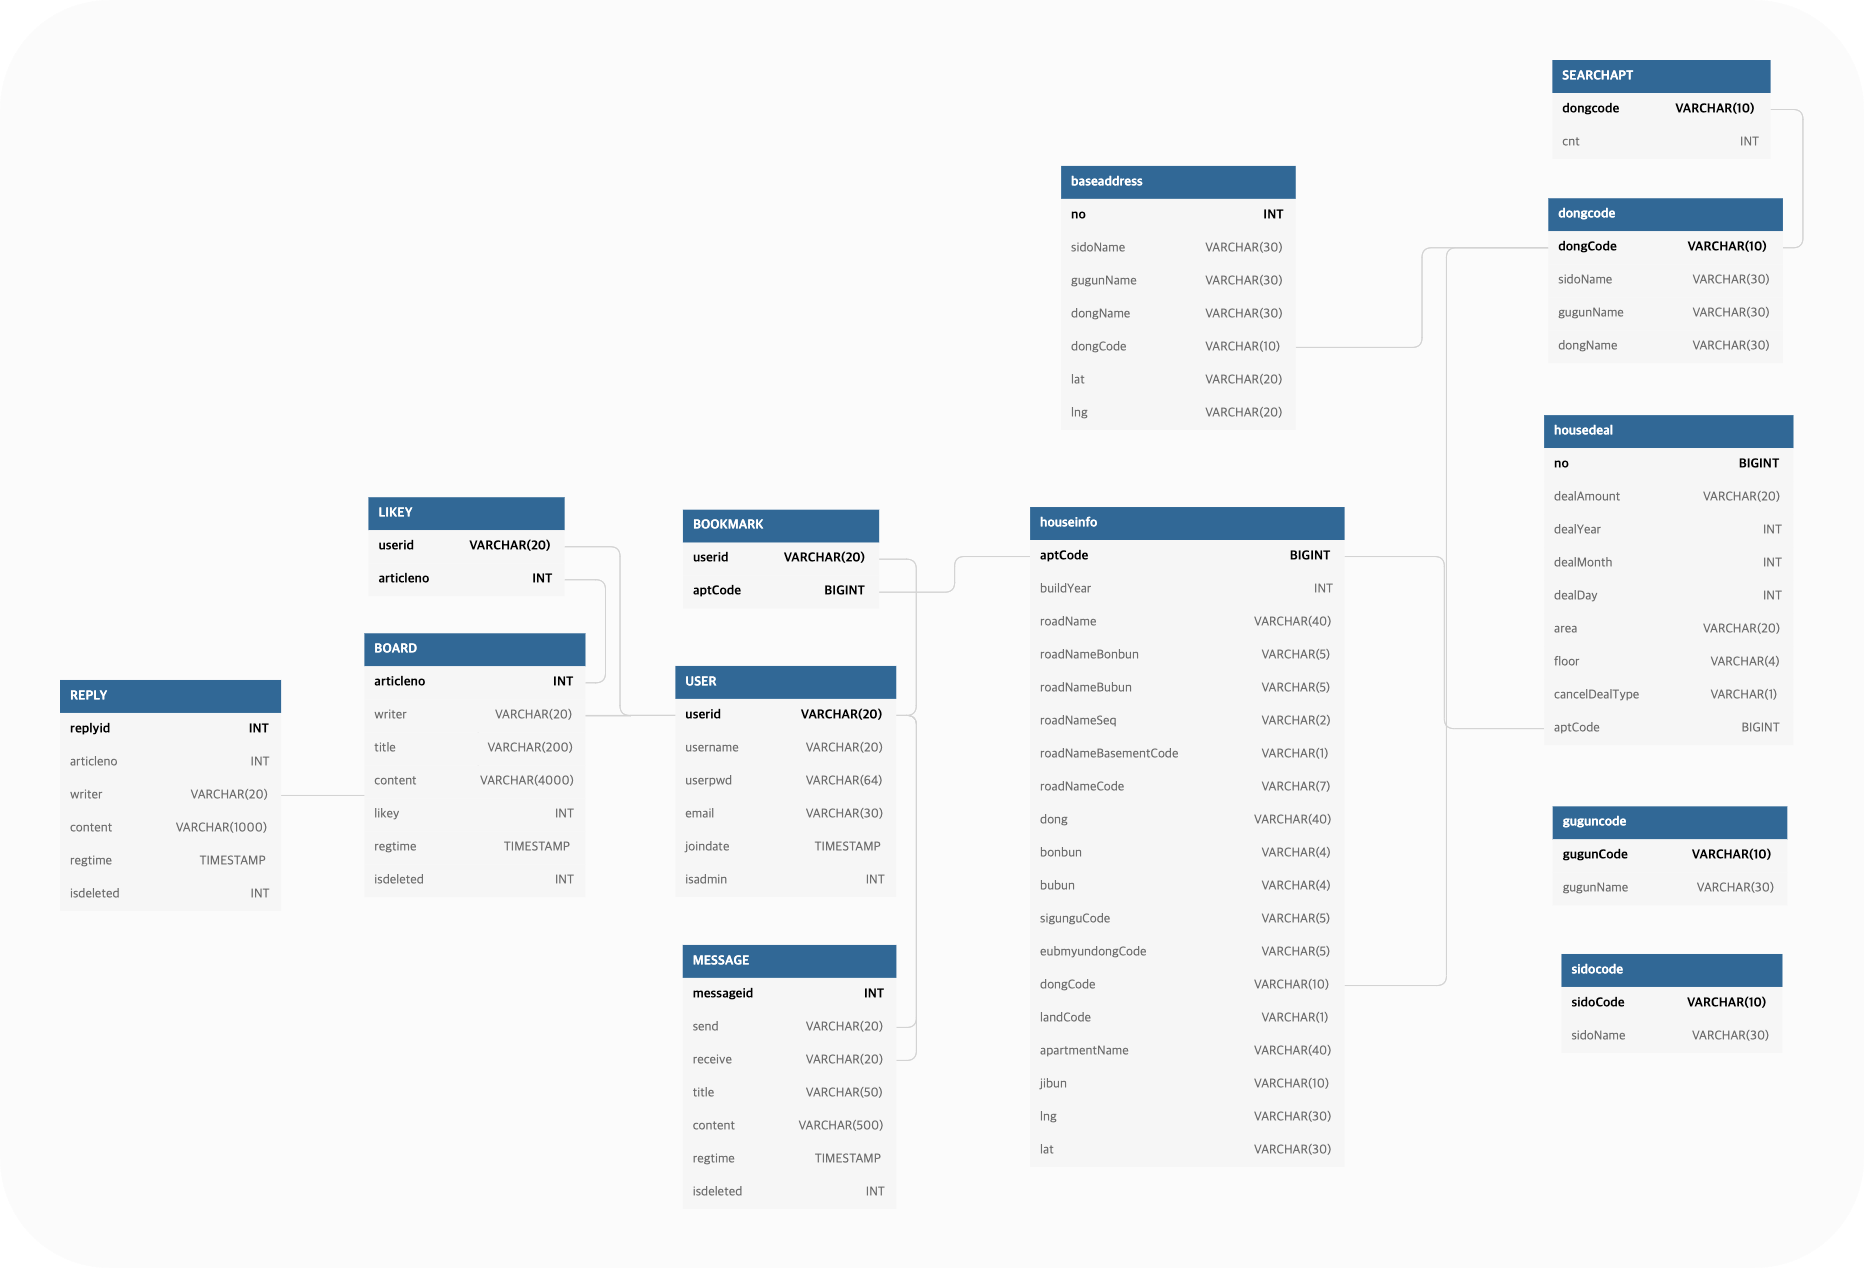 SEARCHAPT
dongcode VARCHAR(10)
cnt INT
baseaddress
no INT
sidoName VARCHAR(30)
gugunName VARCHAR(30)
dongName VARCHAR(30)
dongCode VARCHAR(10)
lat VARCHAR(20)
lng VARCHAR(20)
dongcode
dongCode VARCHAR(10)
sidoName VARCHAR(30)
gugunName VARCHAR(30)
dongName VARCHAR(30)
housedeal
no BIGINT
dealAmount VARCHAR(20)
dealYear INT
dealMonth INT
dealDay INT
area VARCHAR(20)
floor VARCHAR(4)
cancelDealType VARCHAR(1)
aptCode BIGINT
LIKEY
userid VARCHAR(20)
articleno INT
BOOKMARK
userid VARCHAR(20)
aptCode BIGINT
houseinfo
aptCode BIGINT
buildYear INT
roadName VARCHAR(40)
roadNameBonbun VARCHAR(5)
roadNameBubun VARCHAR(5)
roadNameSeq VARCHAR(2)
roadNameBasementCode VARCHAR(1)
roadNameCode VARCHAR(7)
dong VARCHAR(40)
bonbun VARCHAR(4)
bubun VARCHAR(4)
sigunguCode VARCHAR(5)
eubmyundongCode VARCHAR(5)
dongCode VARCHAR(10)
landCode VARCHAR(1)
apartmentName VARCHAR(40)
jibun VARCHAR(10)
lng VARCHAR(30)
lat VARCHAR(30)
BOARD
articleno INT
writer VARCHAR(20)
title VARCHAR(200)
content VARCHAR(4000)
likey INT
regtime TIMESTAMP
isdeleted INT
USER
userid VARCHAR(20)
username VARCHAR(20)
userpwd VARCHAR(64)
email VARCHAR(30)
joindate TIMESTAMP
isadmin INT
REPLY
replyid INT
articleno INT
writer VARCHAR(20)
content VARCHAR(1000)
regtime TIMESTAMP
isdeleted INT
guguncode
gugunCode VARCHAR(10)
gugunName VARCHAR(30)
MESSAGE
messageid INT
send VARCHAR(20)
receive VARCHAR(20)
title VARCHAR(50)
content VARCHAR(500)
regtime TIMESTAMP
isdeleted INT
sidocode
sidoCode VARCHAR(10)
sidoName VARCHAR(30)